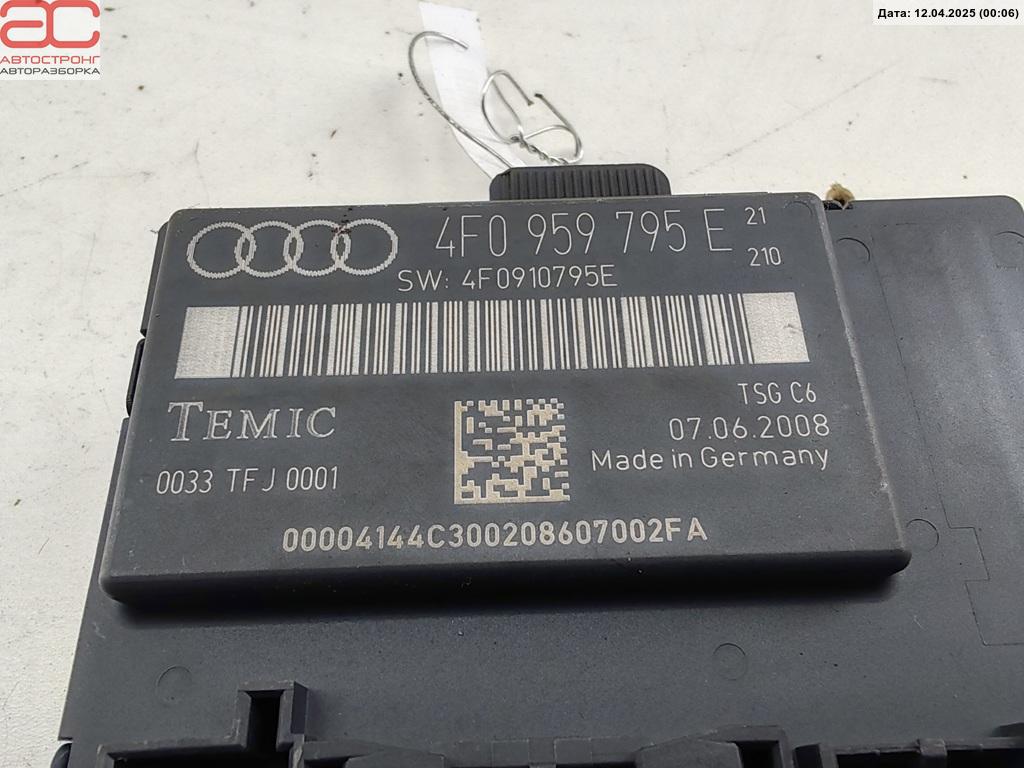 АВТОСТРОНГ
АВТОРАЗБОРКА
Дата: 12.04.2025 (00:06)
4F0 959 795 E 21
210
SW: 4F0910795E
TEMIC
TSG C6
07.06.2008
Made in Germany
0033 TFJ 0001
00004144C300208607002FA